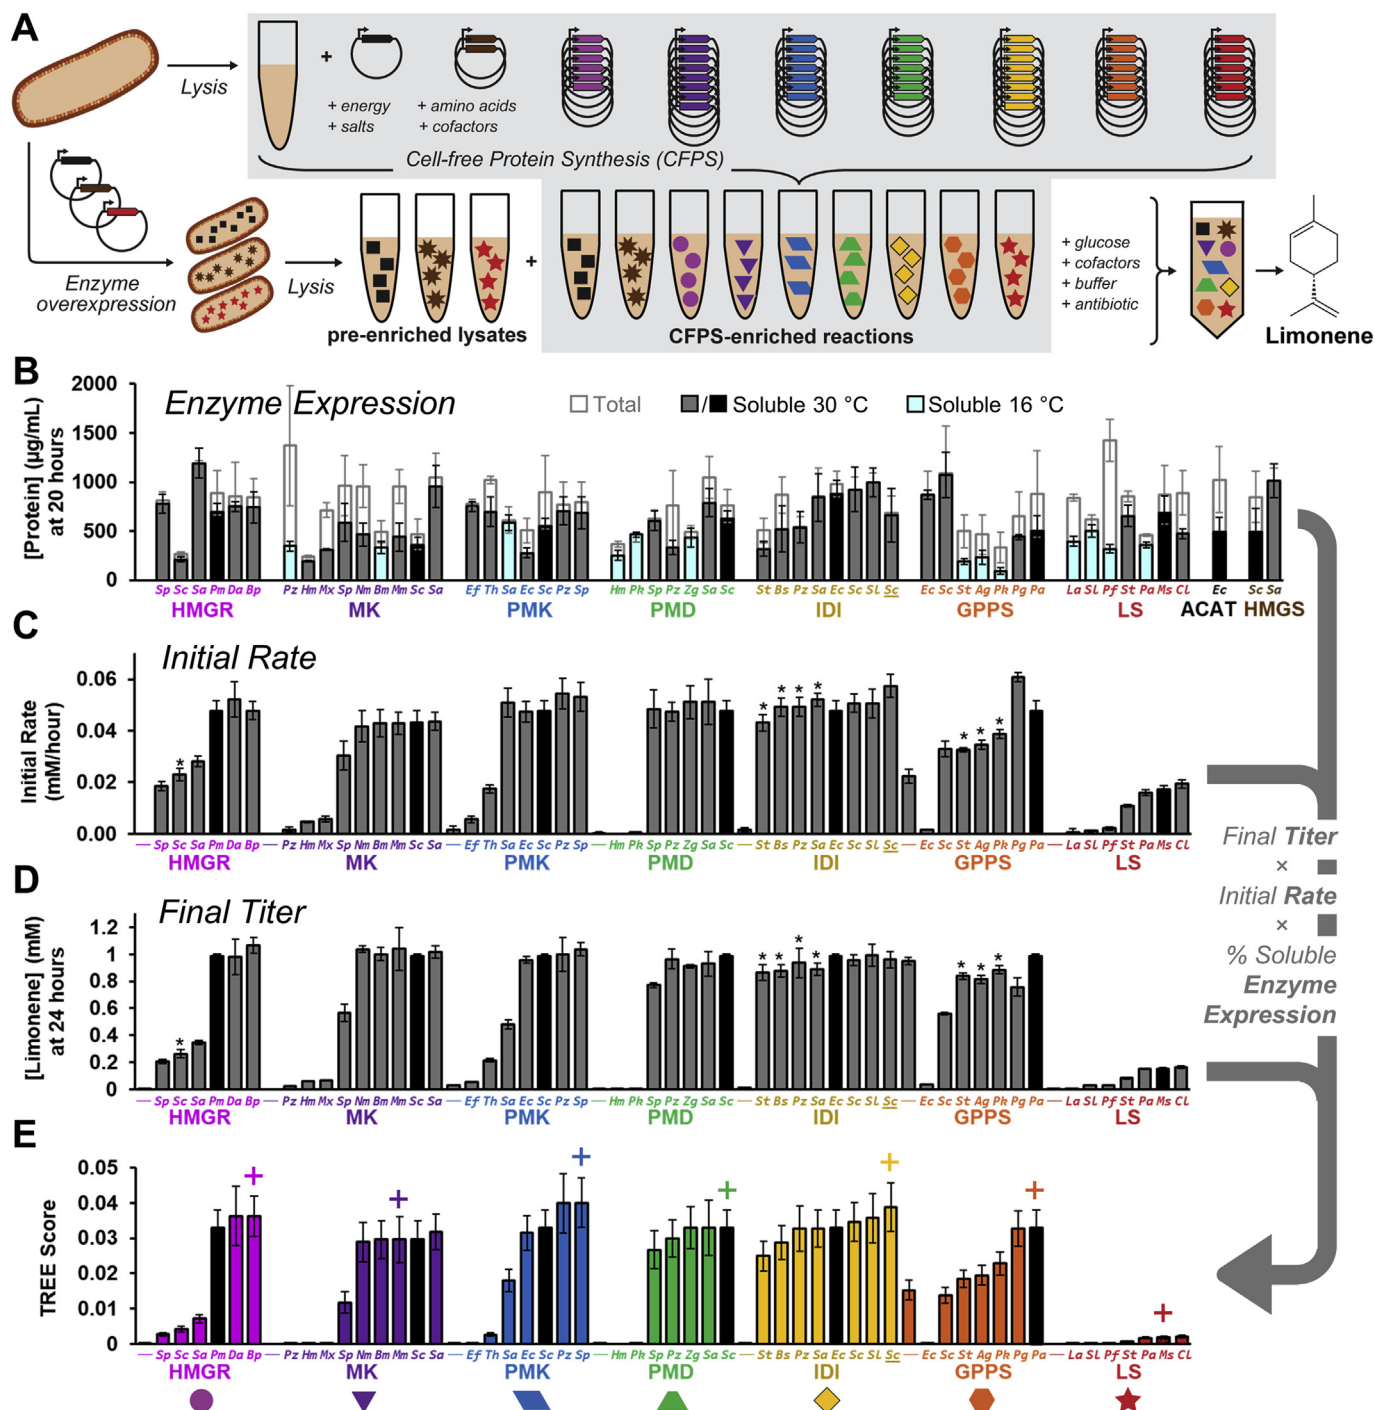 A
Lysis
+
+ energy
+ salts
+ amino acids
+ cofactors
Cell-free Protein Synthesis (CFPS)
Enzyme
overexpression
Lysis
+
pre-enriched lysates
CFPS-enriched reactions
+ glucose
+ cofactors
+ buffer
+ antibiotic
Limonene
B
Enzyme Expression
Total
/ Soluble 30 °C
Soluble 16 °C
[Protein] (µg/mL)
at 20 hours
2000
1500
1000
500
0
Sp Sc Sa Pm Da Bp Pz Hm Mx Sp Nm Bm Mm Sc Sa Ef Th Sa Ec Sc Pz Sp Hm Pk Sp Pz Zg Sa Sc St Bs Pz Sa Ec Sc Sl Sc Ec Sc St Ag Pk Pg Pa La Sl Pf St Pa Ms Cl Ec Sc Sa
HMGR MK PMK PMD IDI GPPS LS ACAT HMGS
C
Initial Rate
Initial Rate
(mM/hour)
0.06
0.04
0.02
0.00
* * * * * * * *
— Sp Sc Sa Pm Da Bp — Pz Hm Mx Sp Nm Bm Mm Sc Sa — Ef Th Sa Ec Sc Pz Sp — Hm Pk Sp Pz Zg Sa Sc — St Bs Pz Sa Ec Sc Sl Sc — Ec Sc St Ag Pk Pg Pa — La Sl Pf St Pa Ms Cl
HMGR MK PMK PMD IDI GPPS LS
Final Titer
×
Initial Rate
×
% Soluble
Enzyme
Expression
D
Final Titer
[Limonene] (mM)
at 24 hours
1.2
1
0.8
0.6
0.4
0.2
0
* * * * * * * *
— Sp Sc Sa Pm Da Bp — Pz Hm Mx Sp Nm Bm Mm Sc Sa — Ef Th Sa Ec Sc Pz Sp — Hm Pk Sp Pz Zg Sa Sc — St Bs Pz Sa Ec Sc Sl Sc — Ec Sc St Ag Pk Pg Pa — La Sl Pf St Pa Ms Cl
HMGR MK PMK PMD IDI GPPS LS
E
TREE Score
0.05
0.04
0.03
0.02
0.01
0
+ + + + + + +
— Sp Sc Sa Pm Da Bp — Pz Hm Mx Sp Nm Bm Mm Sc Sa — Ef Th Sa Ec Sc Pz Sp — Hm Pk Sp Pz Zg Sa Sc — St Bs Pz Sa Ec Sc Sl Sc — Ec Sc St Ag Pk Pg Pa — La Sl Pf St Pa Ms Cl
HMGR MK PMK PMD IDI GPPS LS